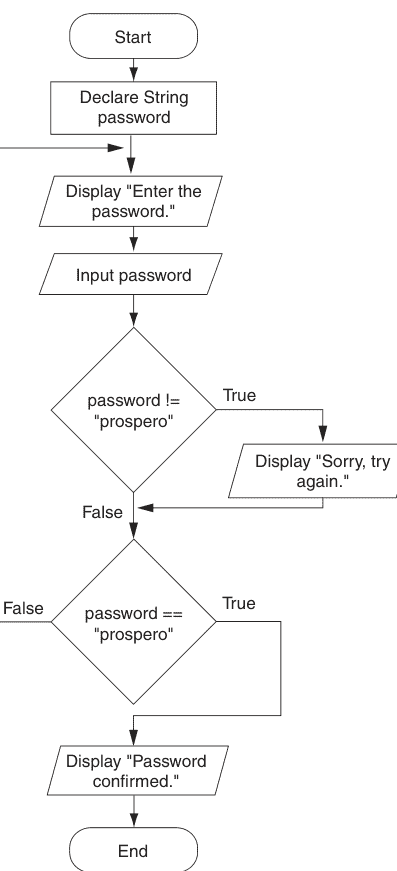 Start
Declare String
password
Display "Enter the
password."
Input password
password !=
"prospero"
True
Display "Sorry, try
again."
False
False
password ==
"prospero"
True
Display "Password
confirmed."
End